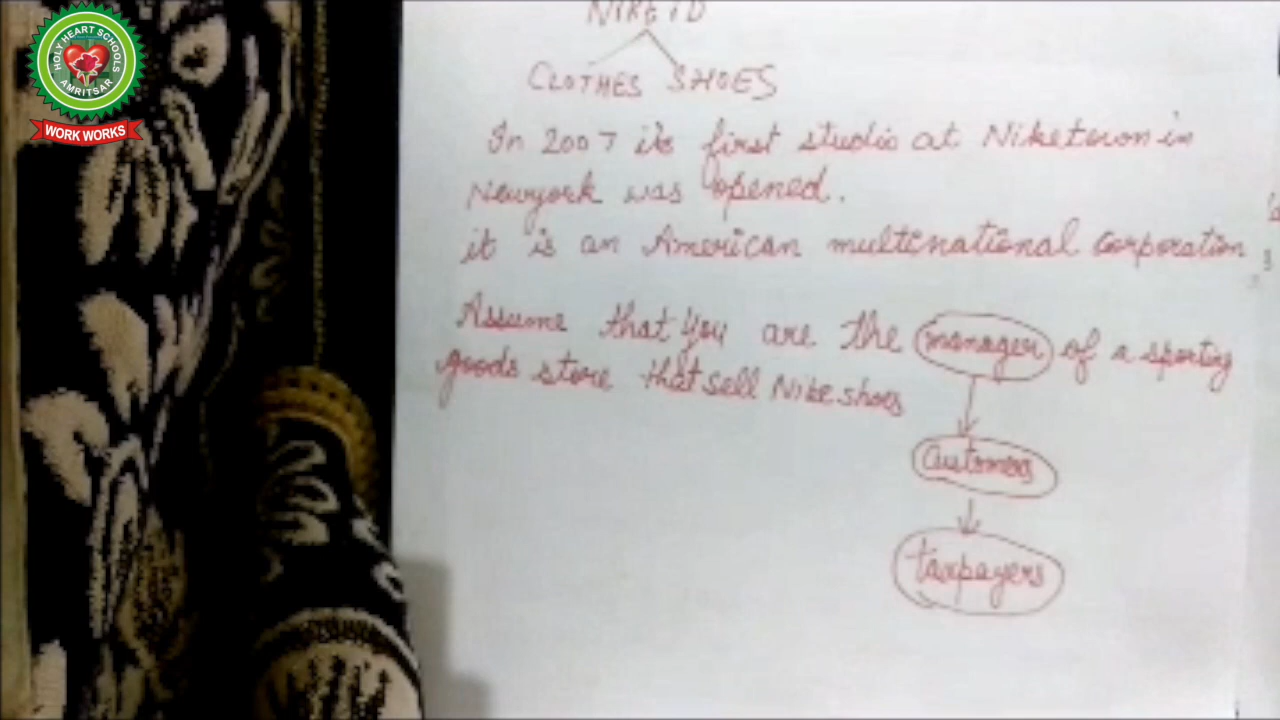 HOLY HEART SCHOOLS
AMRITSAR
WORK WORKS
NIKE iD
CLOTHES SHOES
In 2007 its first studio at Niketown in
Newyork was opened.
it is an American multinational corporation
Assume that you are the manager of a sporting
goods store that sell Nike shoes
Customers
taxpayers